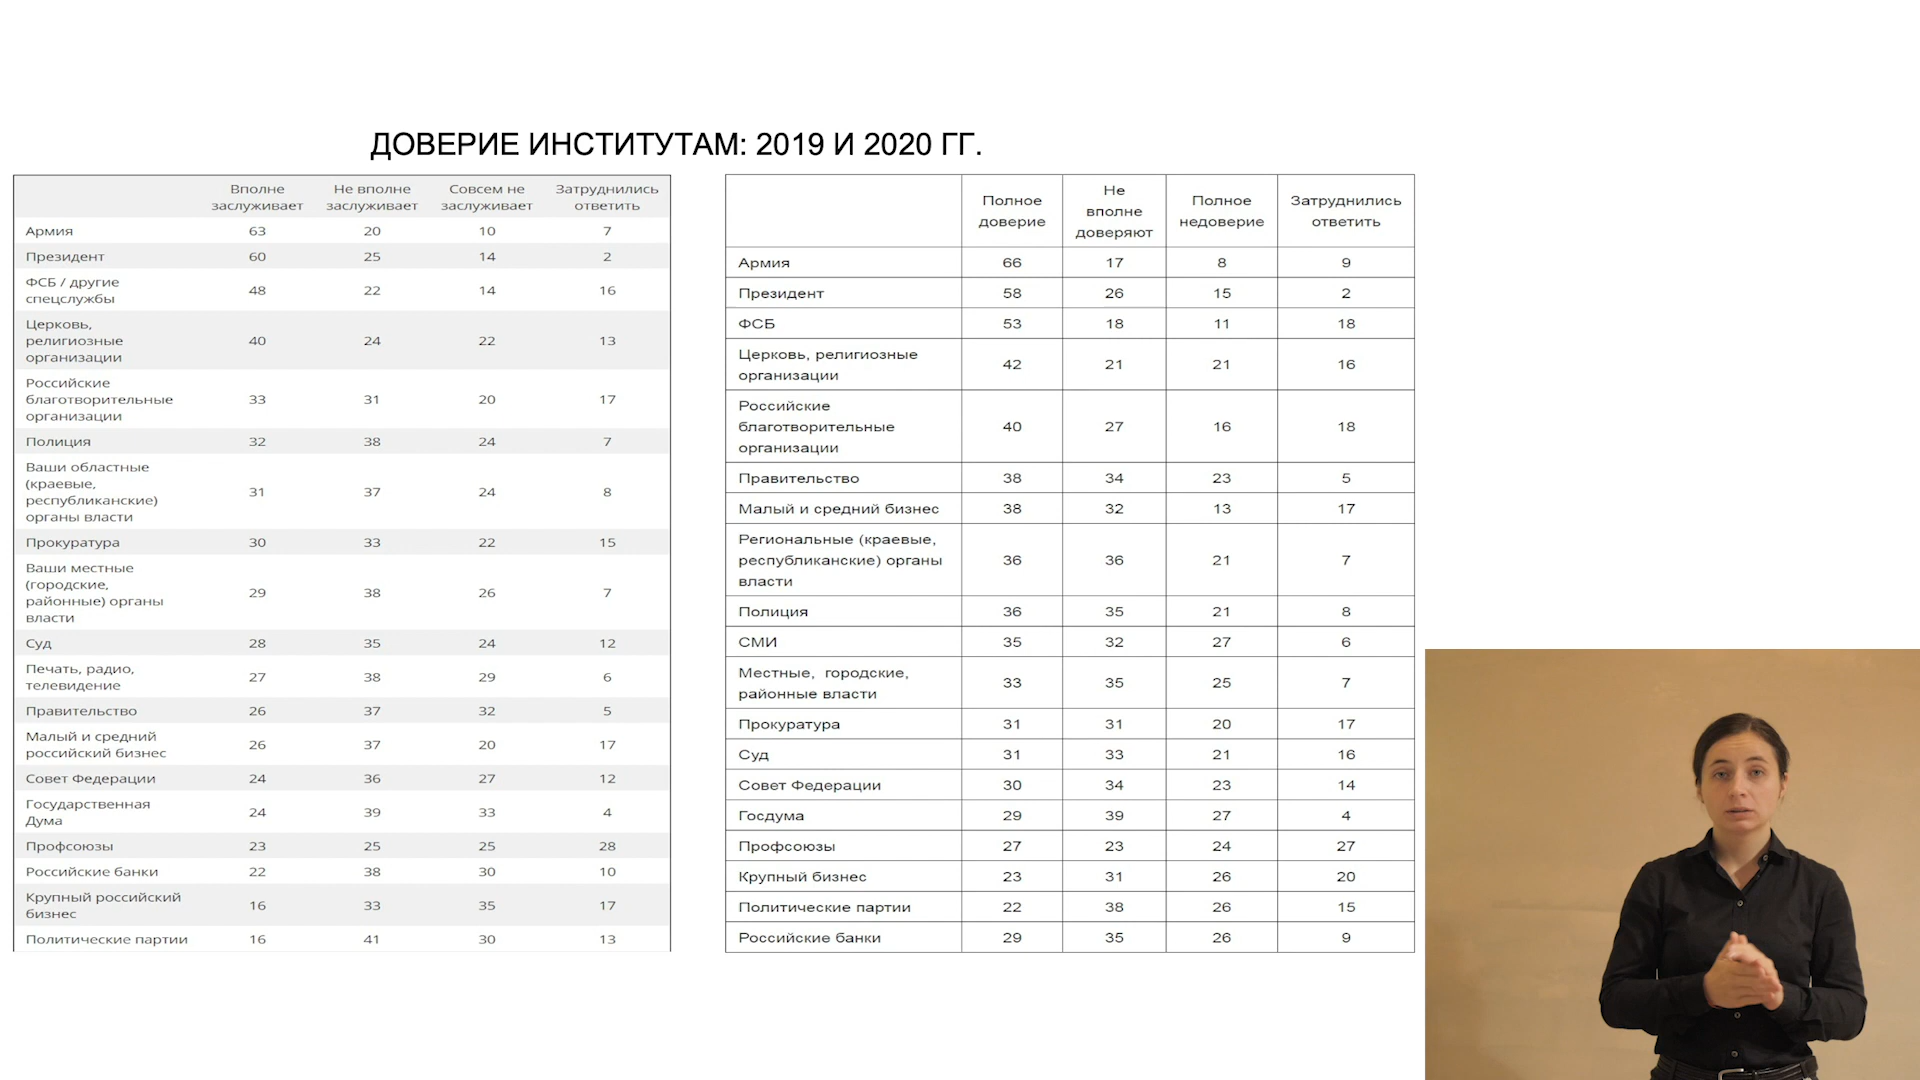 ДОВЕРИЕ ИНСТИТУТАМ: 2019 И 2020 ГГ.
Вполне заслуживает Не вполне заслуживает Совсем не заслуживает Затруднились ответить
Армия 63 20 10 7
Президент 60 25 14 2
ФСБ / другие спецслужбы 48 22 14 16
Церковь, религиозные организации 40 24 22 13
Российские благотворительные организации 33 31 20 17
Полиция 32 38 24 7
Ваши областные (краевые, республиканские) органы власти 31 37 24 8
Прокуратура 30 33 22 15
Ваши местные (городские, районные) органы власти 29 38 26 7
Суд 28 35 24 12
Печать, радио, телевидение 27 38 29 6
Правительство 26 37 32 5
Малый и средний российский бизнес 26 37 20 17
Совет Федерации 24 36 27 12
Государственная Дума 24 39 33 4
Профсоюзы 23 25 25 28
Российские банки 22 38 30 10
Крупный российский бизнес 16 33 35 17
Политические партии 16 41 30 13
Полное доверие Не вполне доверяют Полное недоверие Затруднились ответить
Армия 66 17 8 9
Президент 58 26 15 2
ФСБ 53 18 11 18
Церковь, религиозные организации 42 21 21 16
Российские благотворительные организации 40 27 16 18
Правительство 38 34 23 5
Малый и средний бизнес 38 32 13 17
Региональные (краевые, республиканские) органы власти 36 36 21 7
Полиция 36 35 21 8
СМИ 35 32 27 6
Местные, городские, районные власти 33 35 25 7
Прокуратура 31 31 20 17
Суд 31 33 21 16
Совет Федерации 30 34 23 14
Госдума 29 39 27 4
Профсоюзы 27 23 24 27
Крупный бизнес 23 31 26 20
Политические партии 22 38 26 15
Российские банки 29 35 26 9